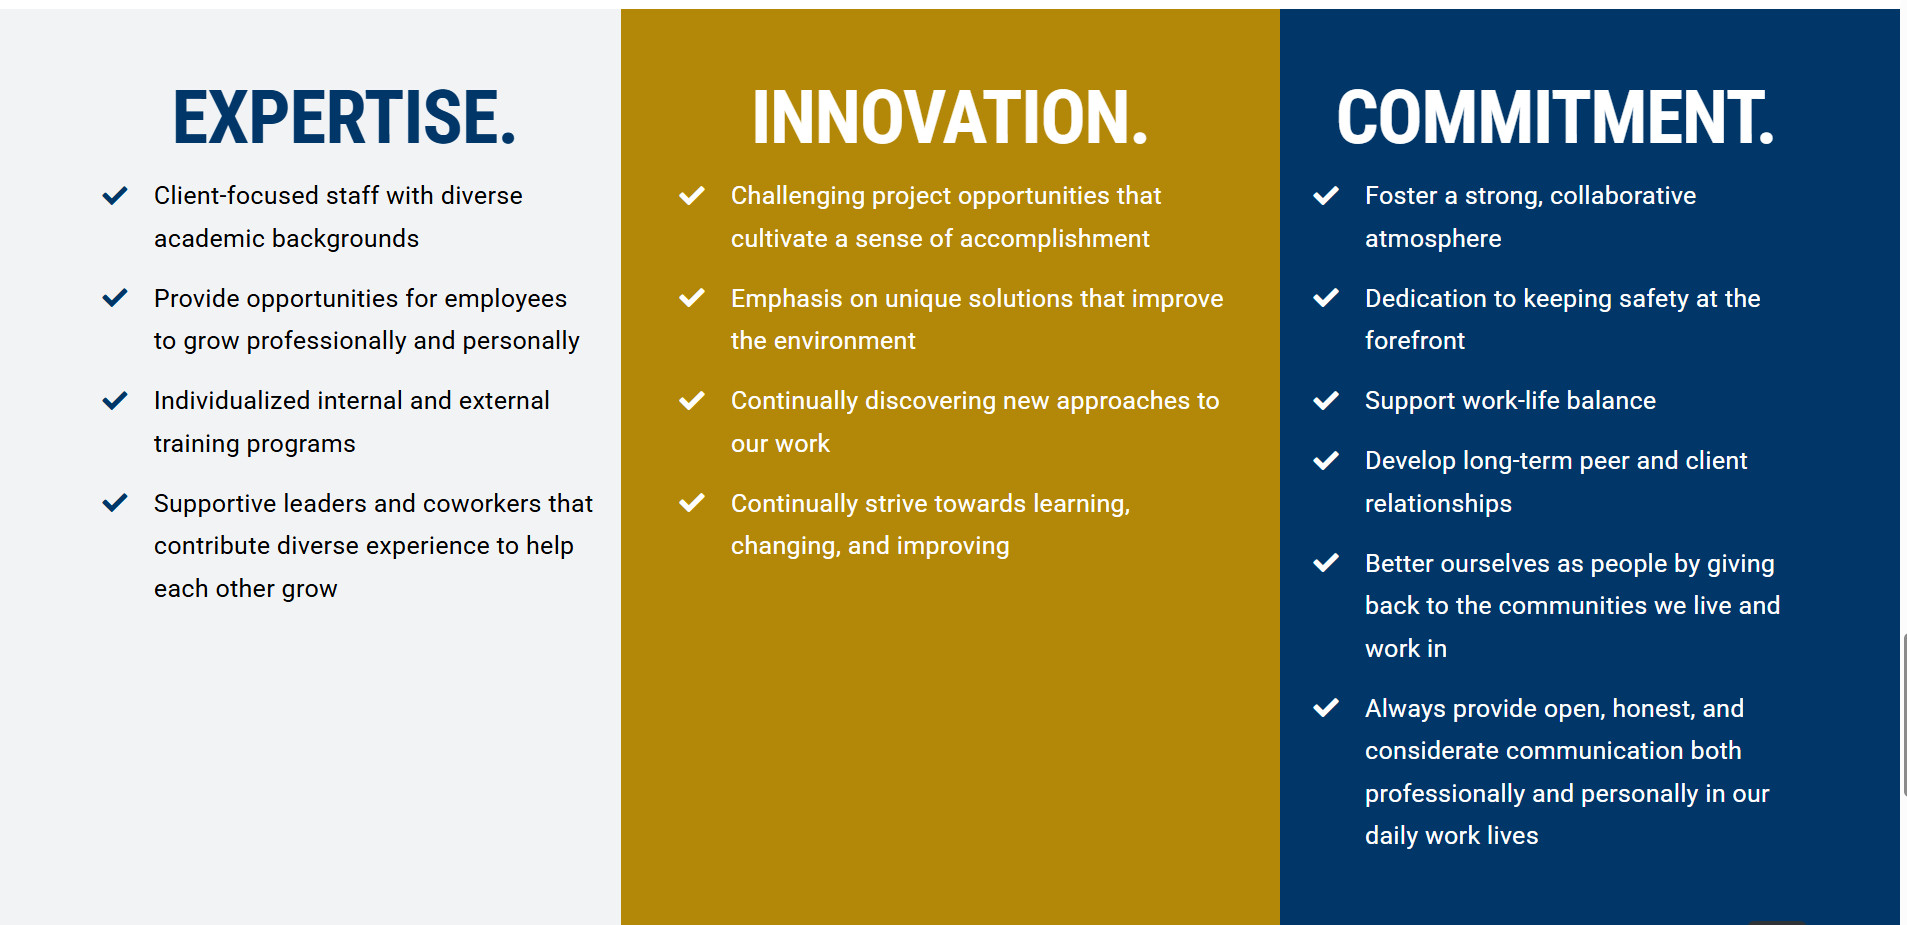 EXPERTISE.
Client-focused staff with diverse
academic backgrounds
Provide opportunities for employees
to grow professionally and personally
Individualized internal and external
training programs
Supportive leaders and coworkers that
contribute diverse experience to help
each other grow
INNOVATION.
Challenging project opportunities that
cultivate a sense of accomplishment
Emphasis on unique solutions that improve
the environment
Continually discovering new approaches to
our work
Continually strive towards learning,
changing, and improving
COMMITMENT.
Foster a strong, collaborative
atmosphere
Dedication to keeping safety at the
forefront
Support work-life balance
Develop long-term peer and client
relationships
Better ourselves as people by giving
back to the communities we live and
work in
Always provide open, honest, and
considerate communication both
professionally and personally in our
daily work lives